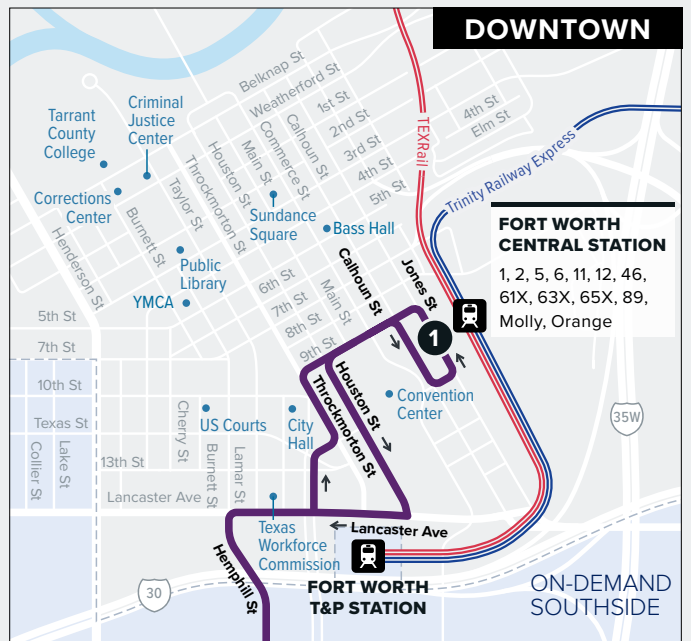 DOWNTOWN
Belknap St
Weatherford St
1st St
2nd St
3rd St
4th St
5th St
4th St
Elm St
TEXRail
Trinity Railway Express
Tarrant
County
College
Criminal
Justice
Center
Corrections
Center
Houston St
Main St
Commerce St
Calhoun St
Throckmorton St
Taylor St
Burnett St
Henderson St
Sundance
Square
Bass Hall
Public
Library
YMCA
FORT WORTH
CENTRAL STATION
1, 2, 5, 6, 11, 12, 46,
61X, 63X, 65X, 89,
Molly, Orange
Calhoun St
Jones St
Main St
6th St
7th St
8th St
9th St
1
5th St
7th St
10th St
Texas St
13th St
Lancaster Ave
Collier St
Lake St
Cherry St
Burnett St
Lamar St
US Courts
City
Hall
Houston St
Throckmorton St
Convention
Center
35W
Texas
Workforce
Commission
Lancaster Ave
Hemphill St
30
FORT WORTH
T&P STATION
ON-DEMAND
SOUTHSIDE